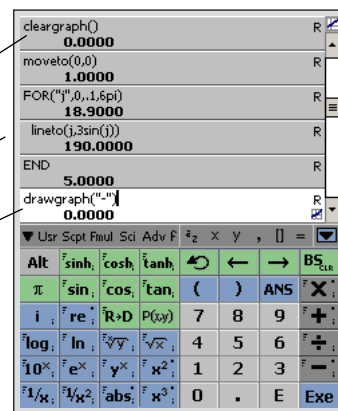 cleargraph() R
0.0000
moveto(0,0) R
1.0000
FOR("j",0,.1,6pi) R
18.9000
lineto(j,3sin(j)) R
190.0000
END R
5.0000
drawgraph("-") R
0.0000
▼ Usr Scpt Fmul Sci Adv F az × y , [] =
Alt sinh; cosh; tanh; ← → BS CLR
π sin; cos; tan; ( ) ANS ×;
i ; re ; R▸D P(x,y) 7 8 9 +;
log; ln ; ˣ√y ; √x ; 4 5 6 ÷;
10ˣ; eˣ ; yˣ ; x² ; 1 2 3 −;
1/x; 1/x²; abs; x³ ; 0 . E Exe